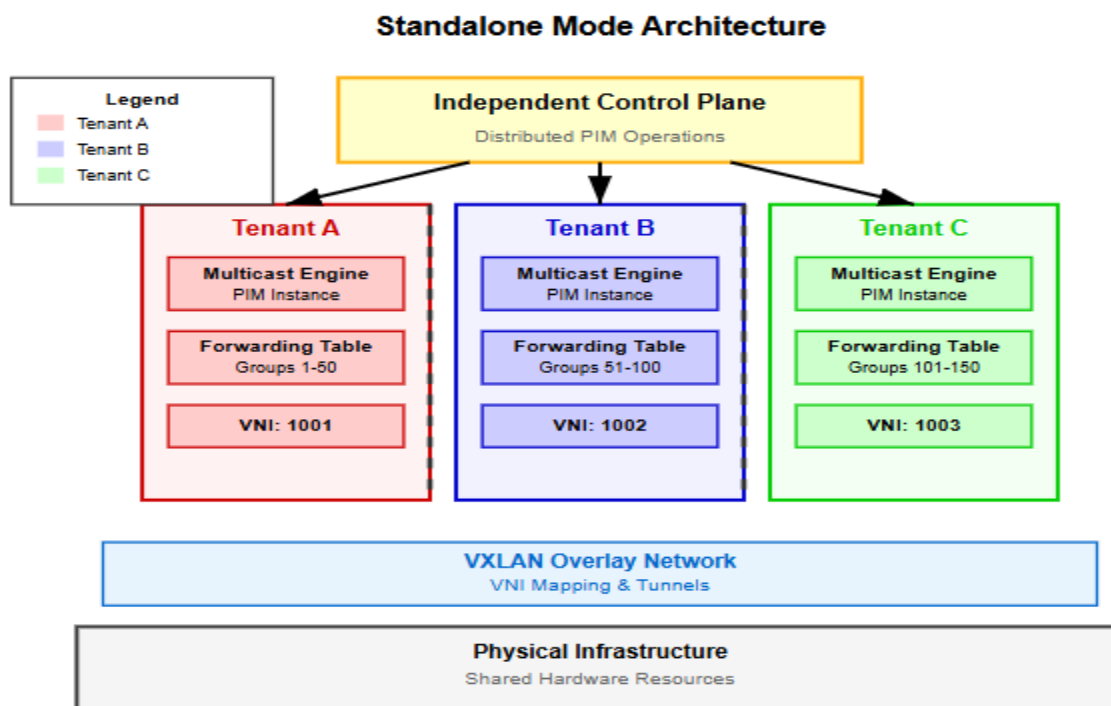 Standalone Mode Architecture
Legend
Tenant A
Tenant B
Tenant C
Independent Control Plane
Distributed PIM Operations
Tenant A
Multicast Engine
PIM Instance
Forwarding Table
Groups 1-50
VNI: 1001
Tenant B
Multicast Engine
PIM Instance
Forwarding Table
Groups 51-100
VNI: 1002
Tenant C
Multicast Engine
PIM Instance
Forwarding Table
Groups 101-150
VNI: 1003
VXLAN Overlay Network
VNI Mapping & Tunnels
Physical Infrastructure
Shared Hardware Resources